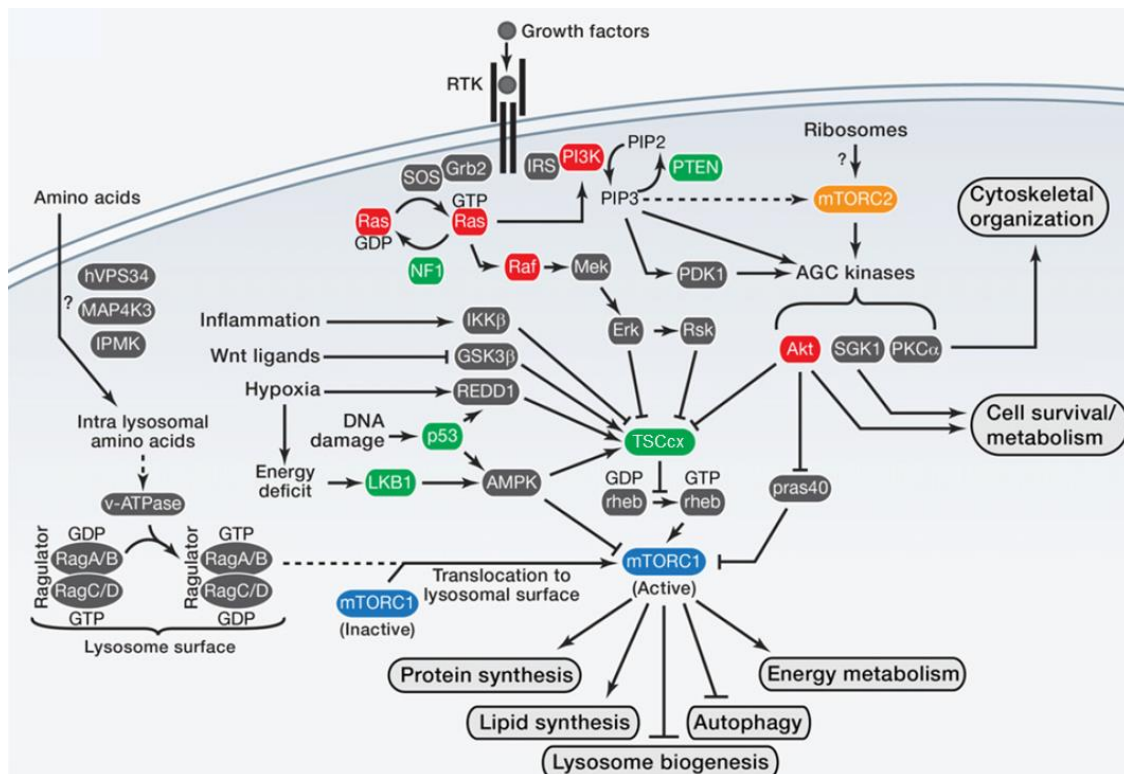 Growth factors
RTK
Ribosomes
?
PIP2
PI3K
IRS
PTEN
Grb2
SOS
GTP
Amino acids
PIP3
mTORC2
Cytoskeletal
organization
Ras
Ras
GDP
NF1
Raf
Mek
PDK1
AGC kinases
hVPS34
?
MAP4K3
IPMK
Inflammation
IKKβ
Erk
Rsk
Akt
SGK1
PKCα
Wnt ligands
GSK3β
Hypoxia
REDD1
Cell survival/
metabolism
DNA
damage
p53
TSCcx
Intra lysosomal
amino acids
Energy
deficit
LKB1
AMPK
GDP
GTP
rheb
rheb
pras40
v-ATPase
GDP
GTP
Ragulator
RagA/B
Ragulator
RagA/B
RagC/D
RagC/D
GTP
GDP
Lysosome surface
Translocation to
lysosomal surface
mTORC1
(Inactive)
mTORC1
(Active)
Protein synthesis
Energy metabolism
Lipid synthesis
Autophagy
Lysosome biogenesis